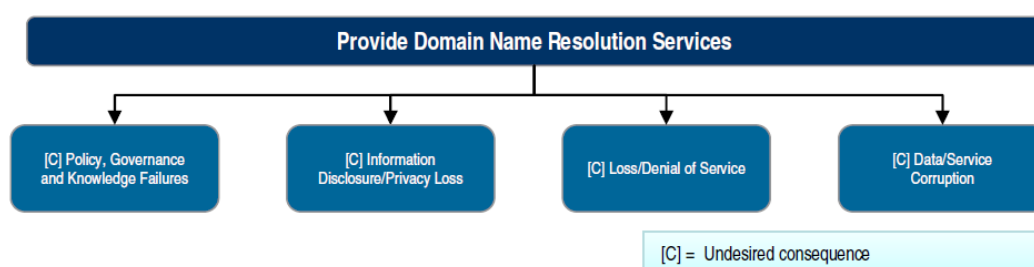 Provide Domain Name Resolution Services
[C] Policy, Governance
and Knowledge Failures
[C] Information
Disclosure/Privacy Loss
[C] Loss/Denial of Service
[C] Data/Service
Corruption
[C] = Undesired consequence